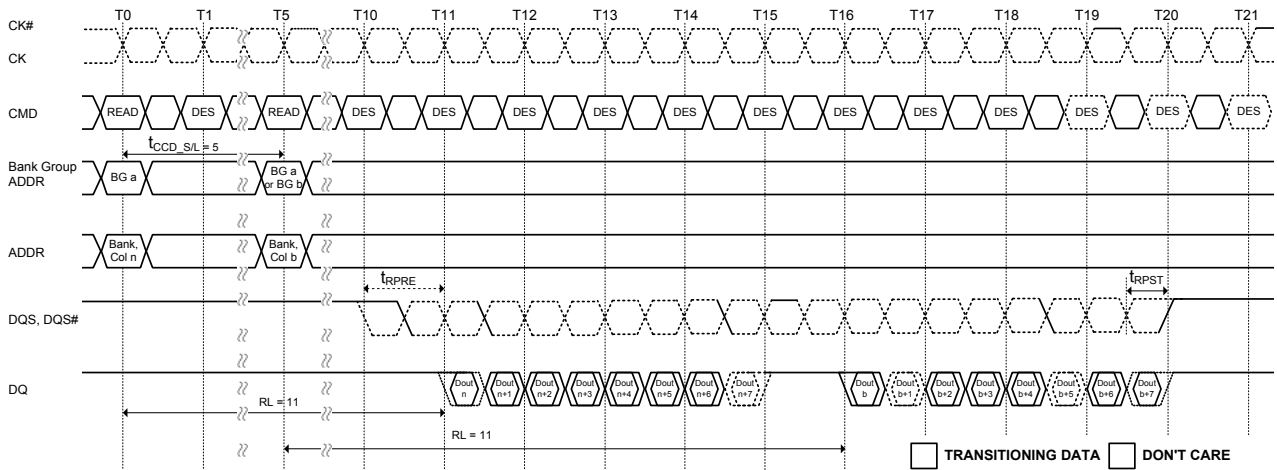 T0 T1 T5 T10 T11 T12 T13 T14 T15 T16 T17 T18 T19 T20 T21
CK#
CK
CMD READ DES READ DES DES DES DES DES DES DES DES DES DES DES DES
tCCD_S/L = 5
Bank Group
ADDR
BG a
BG a
or BG b
ADDR
Bank,
Col n
Bank,
Col b
tRPRE
tRPST
DQS, DQS#
DQ
Dout
n
Dout
n+1
Dout
n+2
Dout
n+3
Dout
n+4
Dout
n+5
Dout
n+6
Dout
n+7
Dout
b
Dout
b+1
Dout
b+2
Dout
b+3
Dout
b+4
Dout
b+5
Dout
b+6
Dout
b+7
RL = 11
RL = 11
TRANSITIONING DATA DON'T CARE